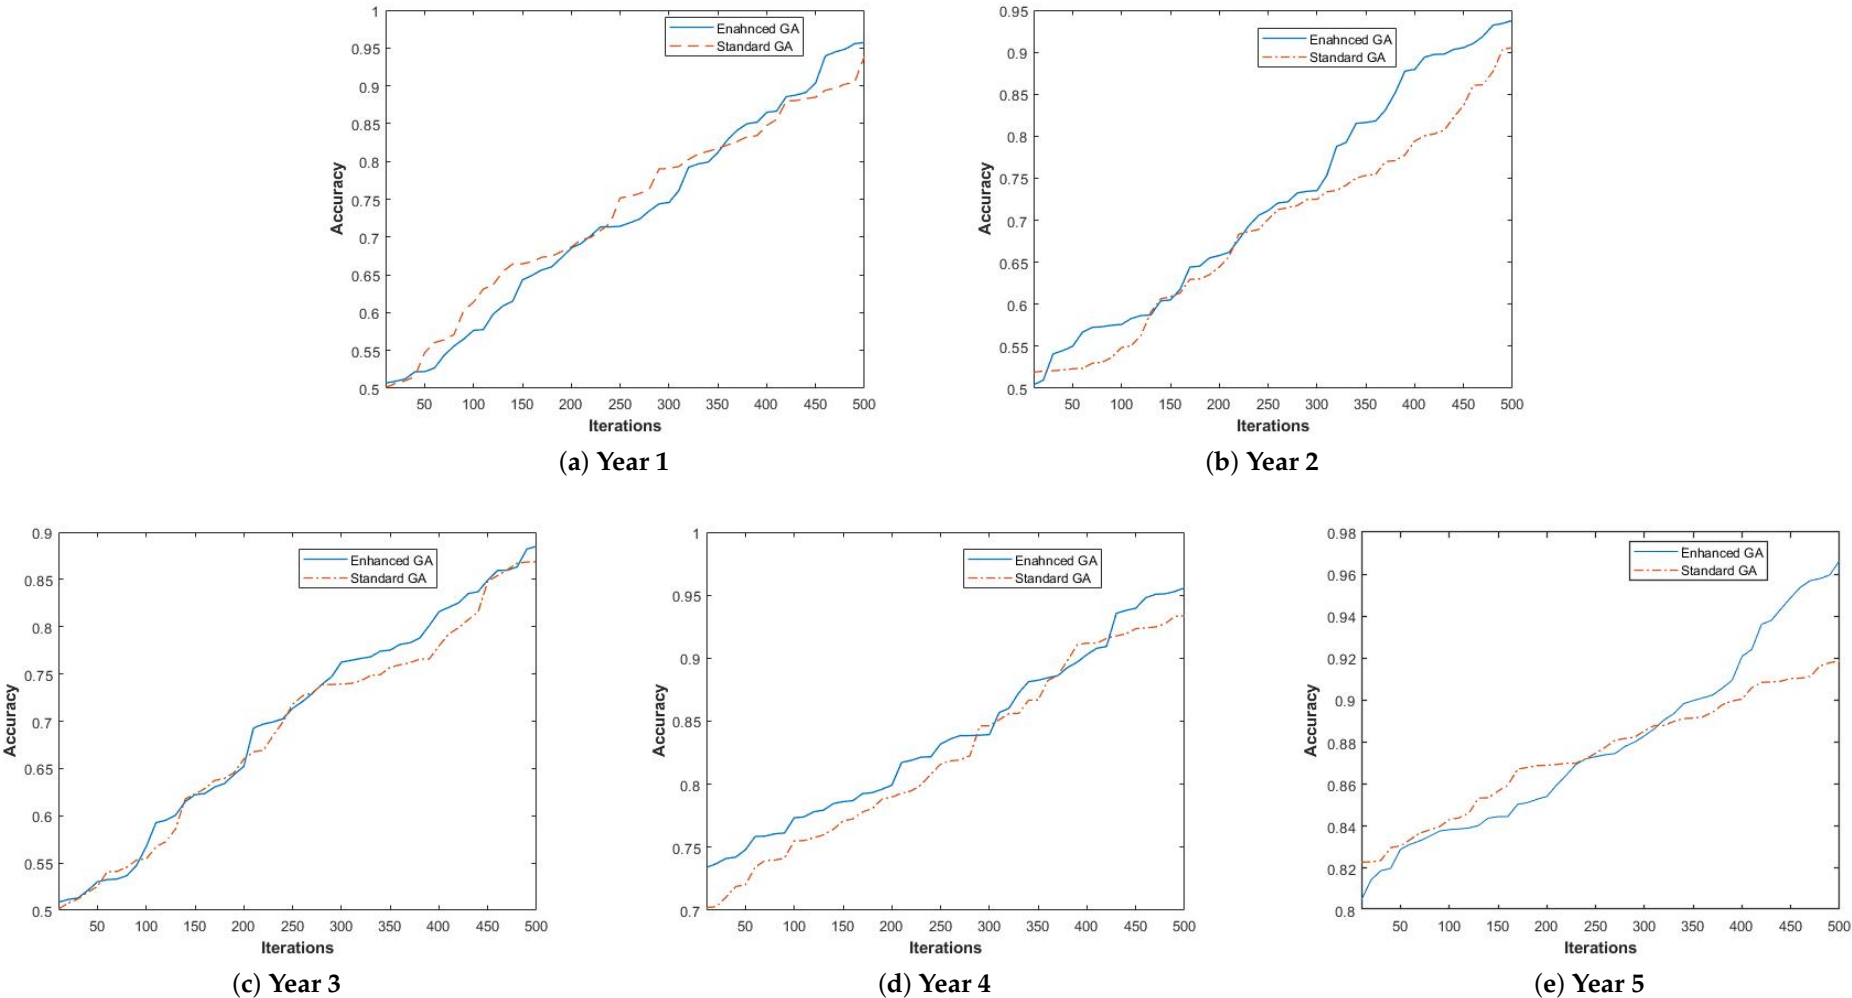 1
0.95
0.9
0.85
0.8
0.75
0.7
0.65
0.6
0.55
0.5
Accuracy
Enahnced GA
Standard GA
50 100 150 200 250 300 350 400 450 500
Iterations
(a) Year 1
0.95
0.9
0.85
0.8
0.75
0.7
0.65
0.6
0.55
0.5
Accuracy
Enahnced GA
Standard GA
50 100 150 200 250 300 350 400 450 500
Iterations
(b) Year 2
0.9
0.85
0.8
0.75
0.7
0.65
0.6
0.55
0.5
Accuracy
Enhanced GA
Standard GA
50 100 150 200 250 300 350 400 450 500
Iterations
(c) Year 3
1
0.95
0.9
0.85
0.8
0.75
0.7
Accuracy
Enahnced GA
Standard GA
50 100 150 200 250 300 350 400 450 500
Iterations
(d) Year 4
0.98
0.96
0.94
0.92
0.9
0.88
0.86
0.84
0.82
0.8
Accuracy
Enhanced GA
Standard GA
50 100 150 200 250 300 350 400 450 500
Iterations
(e) Year 5